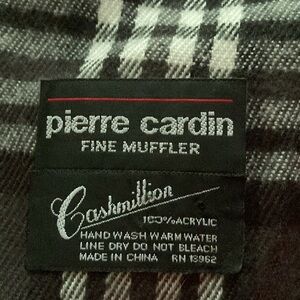 pierre cardin
FINE MUFFLER
Cashmillion
100% ACRYLIC
HAND WASH WARM WATER
LINE DRY DO NOT BLEACH
MADE IN CHINA RN 13962